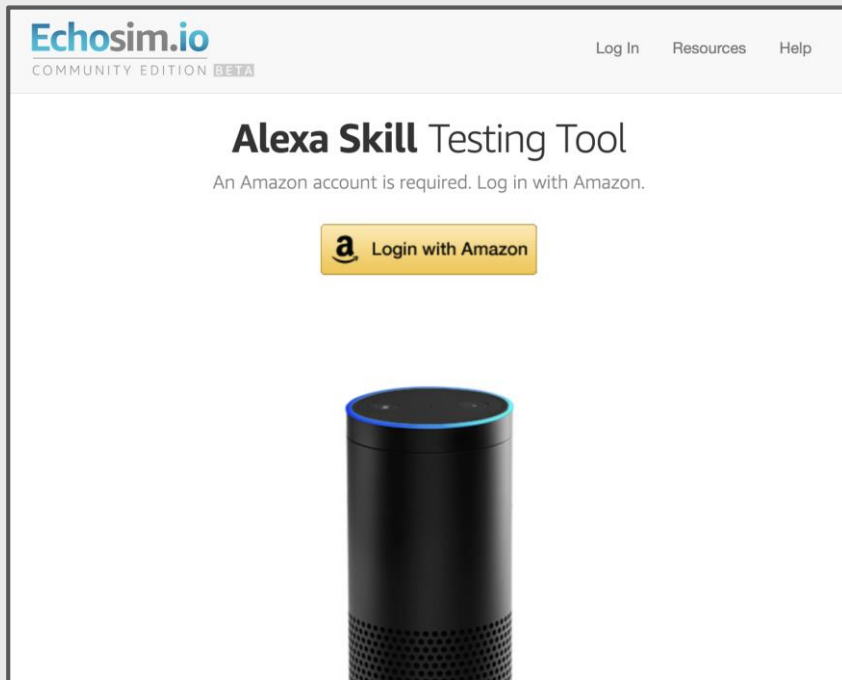 Echosim.io
COMMUNITY EDITION BETA
Log In Resources Help
Alexa Skill Testing Tool
An Amazon account is required. Log in with Amazon.
a Login with Amazon